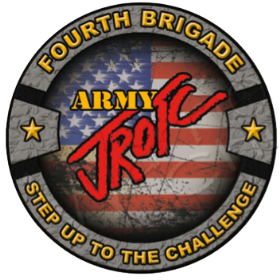 FOURTH BRIGADE
ARMY
JROTC
STEP UP TO THE CHALLENGE